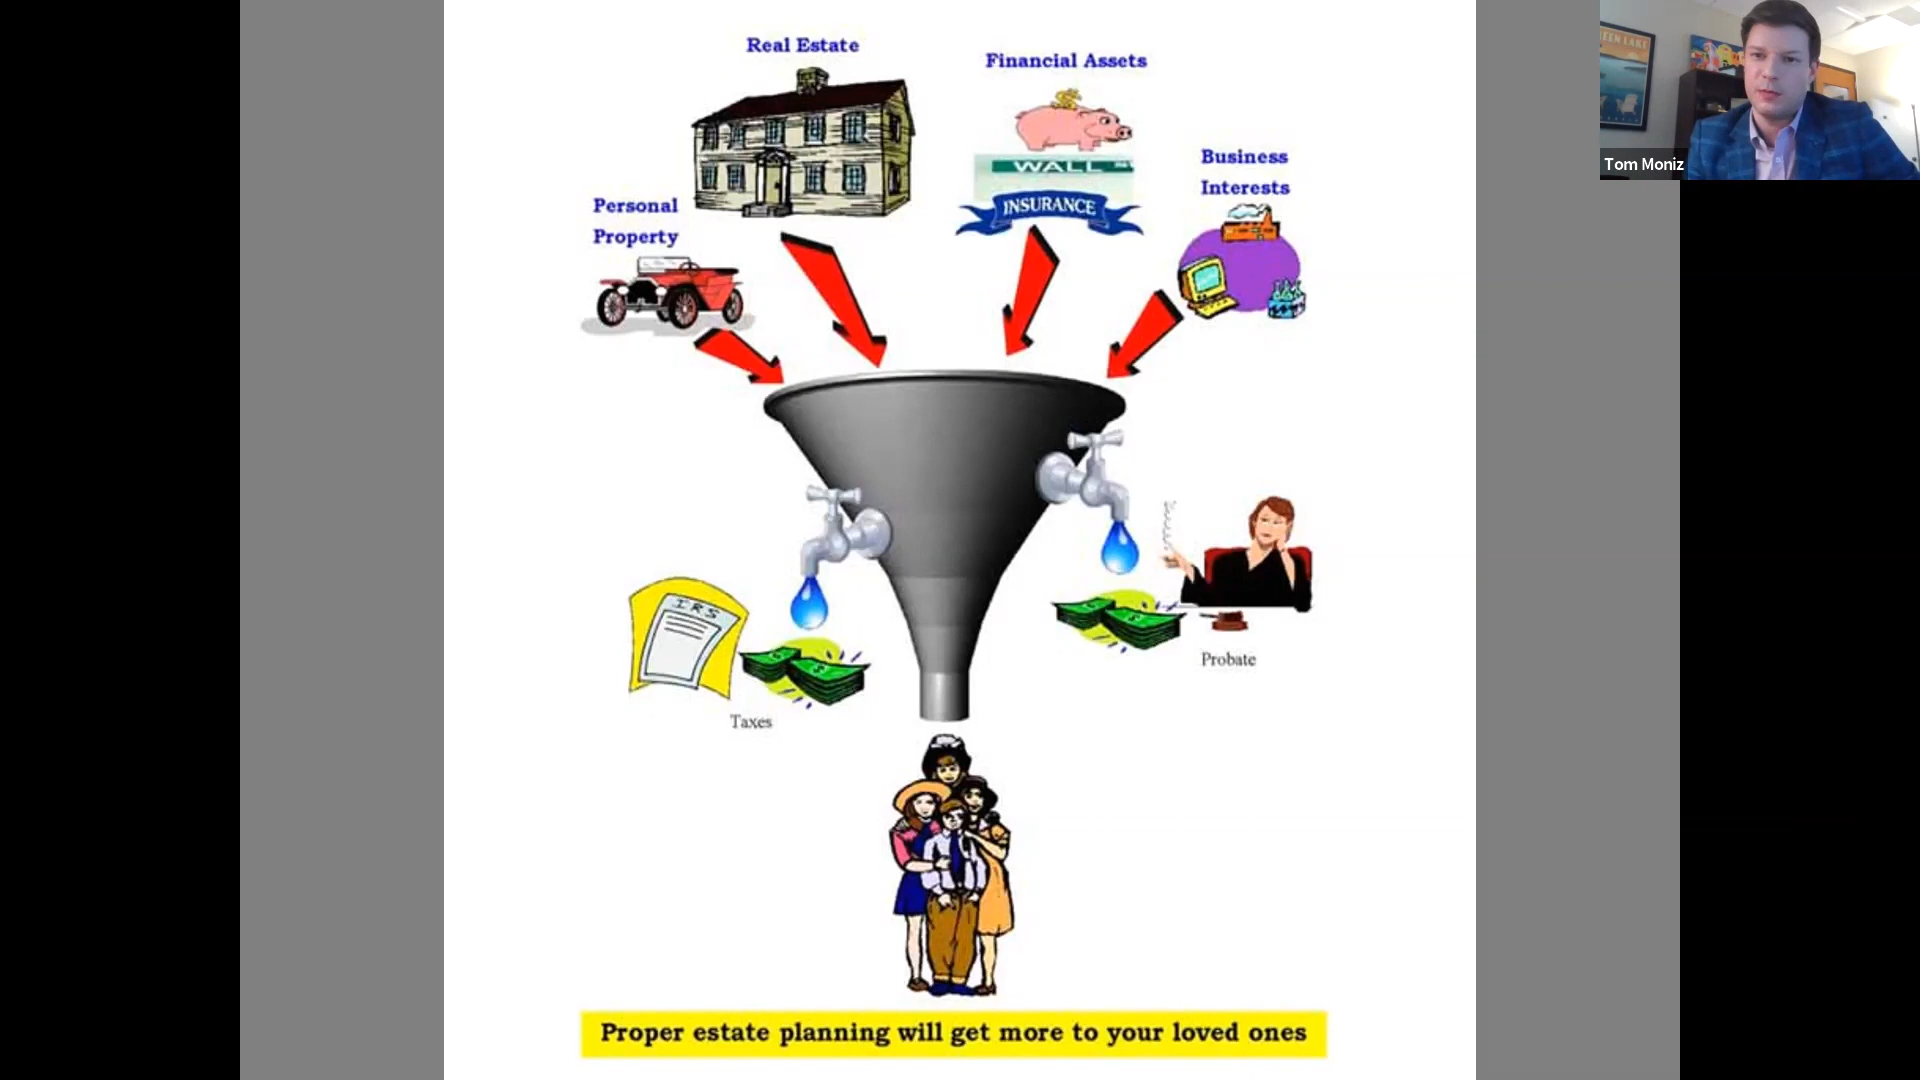 Real Estate
Financial Assets
WALL
INSURANCE
Business
Interests
Personal
Property
IRS
Taxes
Probate
Proper estate planning will get more to your loved ones
Tom Moniz